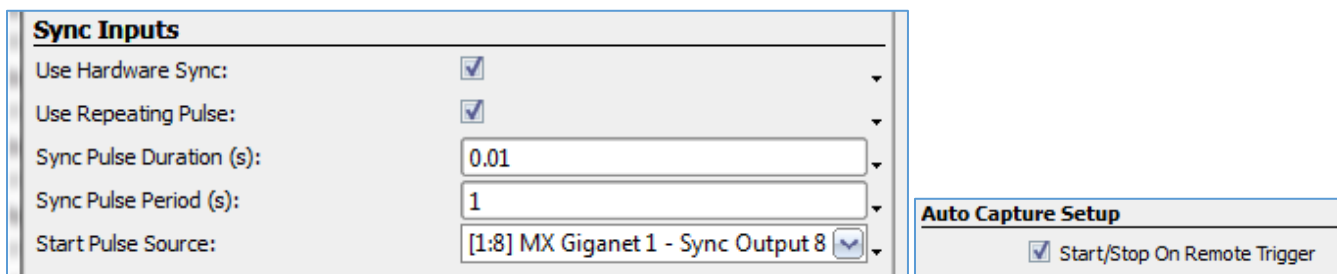 Sync Inputs
Use Hardware Sync:
Use Repeating Pulse:
Sync Pulse Duration (s): 0.01
Sync Pulse Period (s): 1
Start Pulse Source: [1:8] MX Giganet 1 - Sync Output 8
Auto Capture Setup
Start/Stop On Remote Trigger